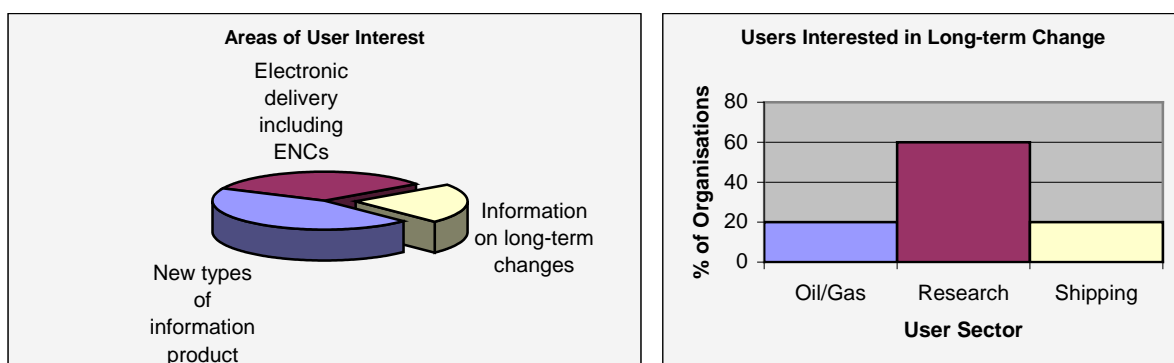 Areas of User Interest
Electronic
delivery
including
ENCs
Information
on long-term
changes
New types
of
information
product
Users Interested in Long-term Change
% of Organisations
80
60
40
20
0
Oil/Gas
Research
Shipping
User Sector